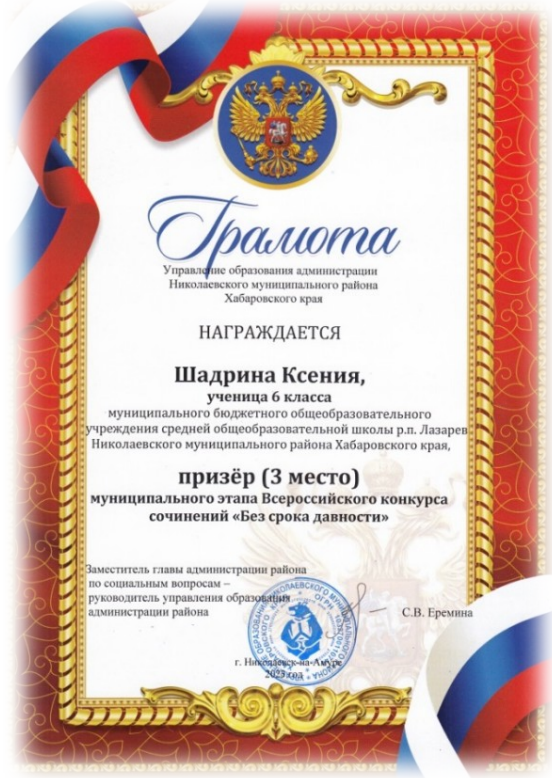 Грамота
Управление образования администрации
Николаевского муниципального района
Хабаровского края
НАГРАЖДАЕТСЯ
Шадрина Ксения,
ученица 6 класса
муниципального бюджетного общеобразовательного
учреждения средней общеобразовательной школы р.п. Лазарев
Николаевского муниципального района Хабаровского края,
призёр (3 место)
муниципального этапа Всероссийского конкурса
сочинений «Без срока давности»
Заместитель главы администрации района
по социальным вопросам –
руководитель управления образования
администрации района
С.В. Еремина
г. Николаевск-на-Амуре
2023 год